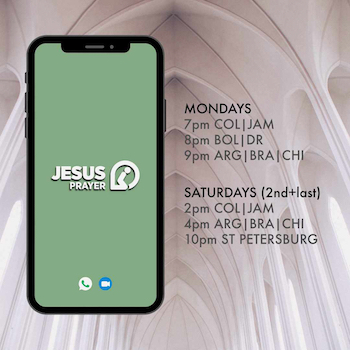 JESUS
PRAYER
MONDAYS
7pm COL|JAM
8pm BOL|DR
9pm ARG|BRA|CHI
SATURDAYS (2nd+last)
2pm COL|JAM
4pm ARG|BRA|CHI
10pm ST PETERSBURG